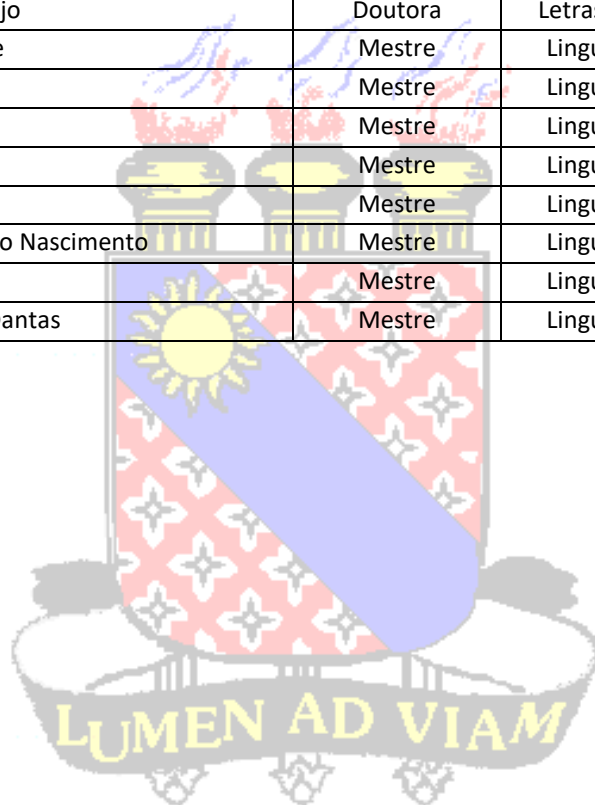 jo Doutora Letras
e Mestre Lingu
Mestre Lingu
Mestre Lingu
Mestre Lingu
Mestre Lingu
o Nascimento Mestre Lingu
Mestre Lingu
Dantas Mestre Lingu
LUMEN AD VIAM